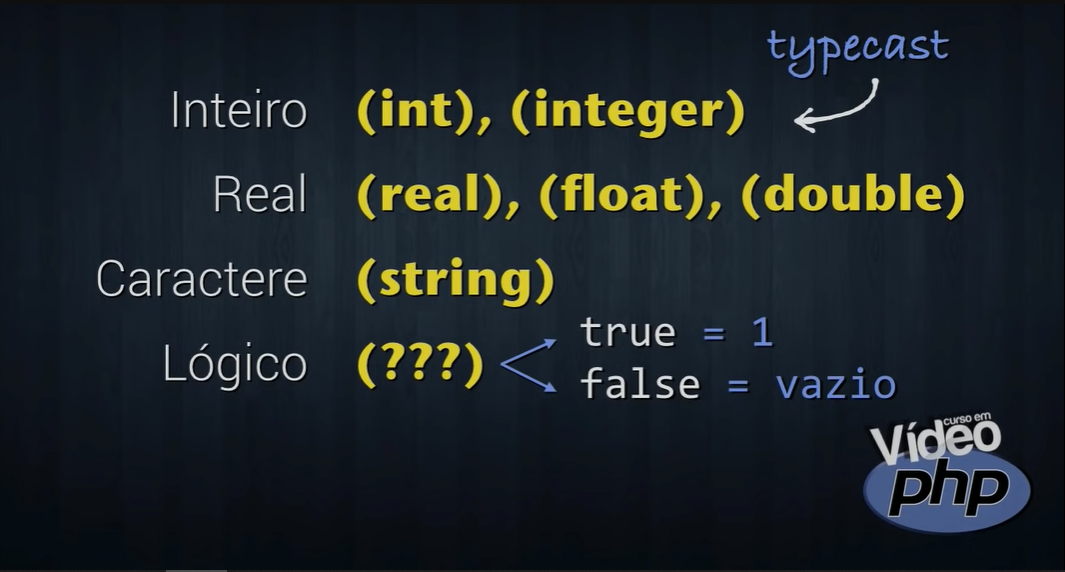 typecast
Inteiro (int), (integer)
Real (real), (float), (double)
Caractere (string)
Lógico (???)
true = 1
false = vazio
curso em
Vídeo
php